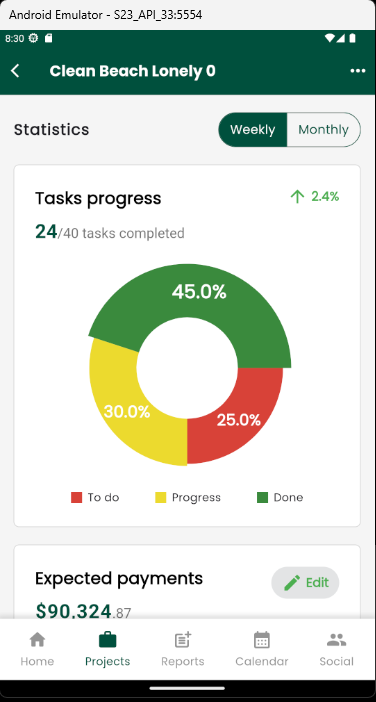 Android Emulator - S23_API_33:5554
8:30
Clean Beach Lonely 0
Statistics
Weekly Monthly
Tasks progress
2.4%
24/40 tasks completed
45.0%
30.0%
25.0%
To do Progress Done
Expected payments
Edit
$90,324.87
Home Projects Reports Calendar Social